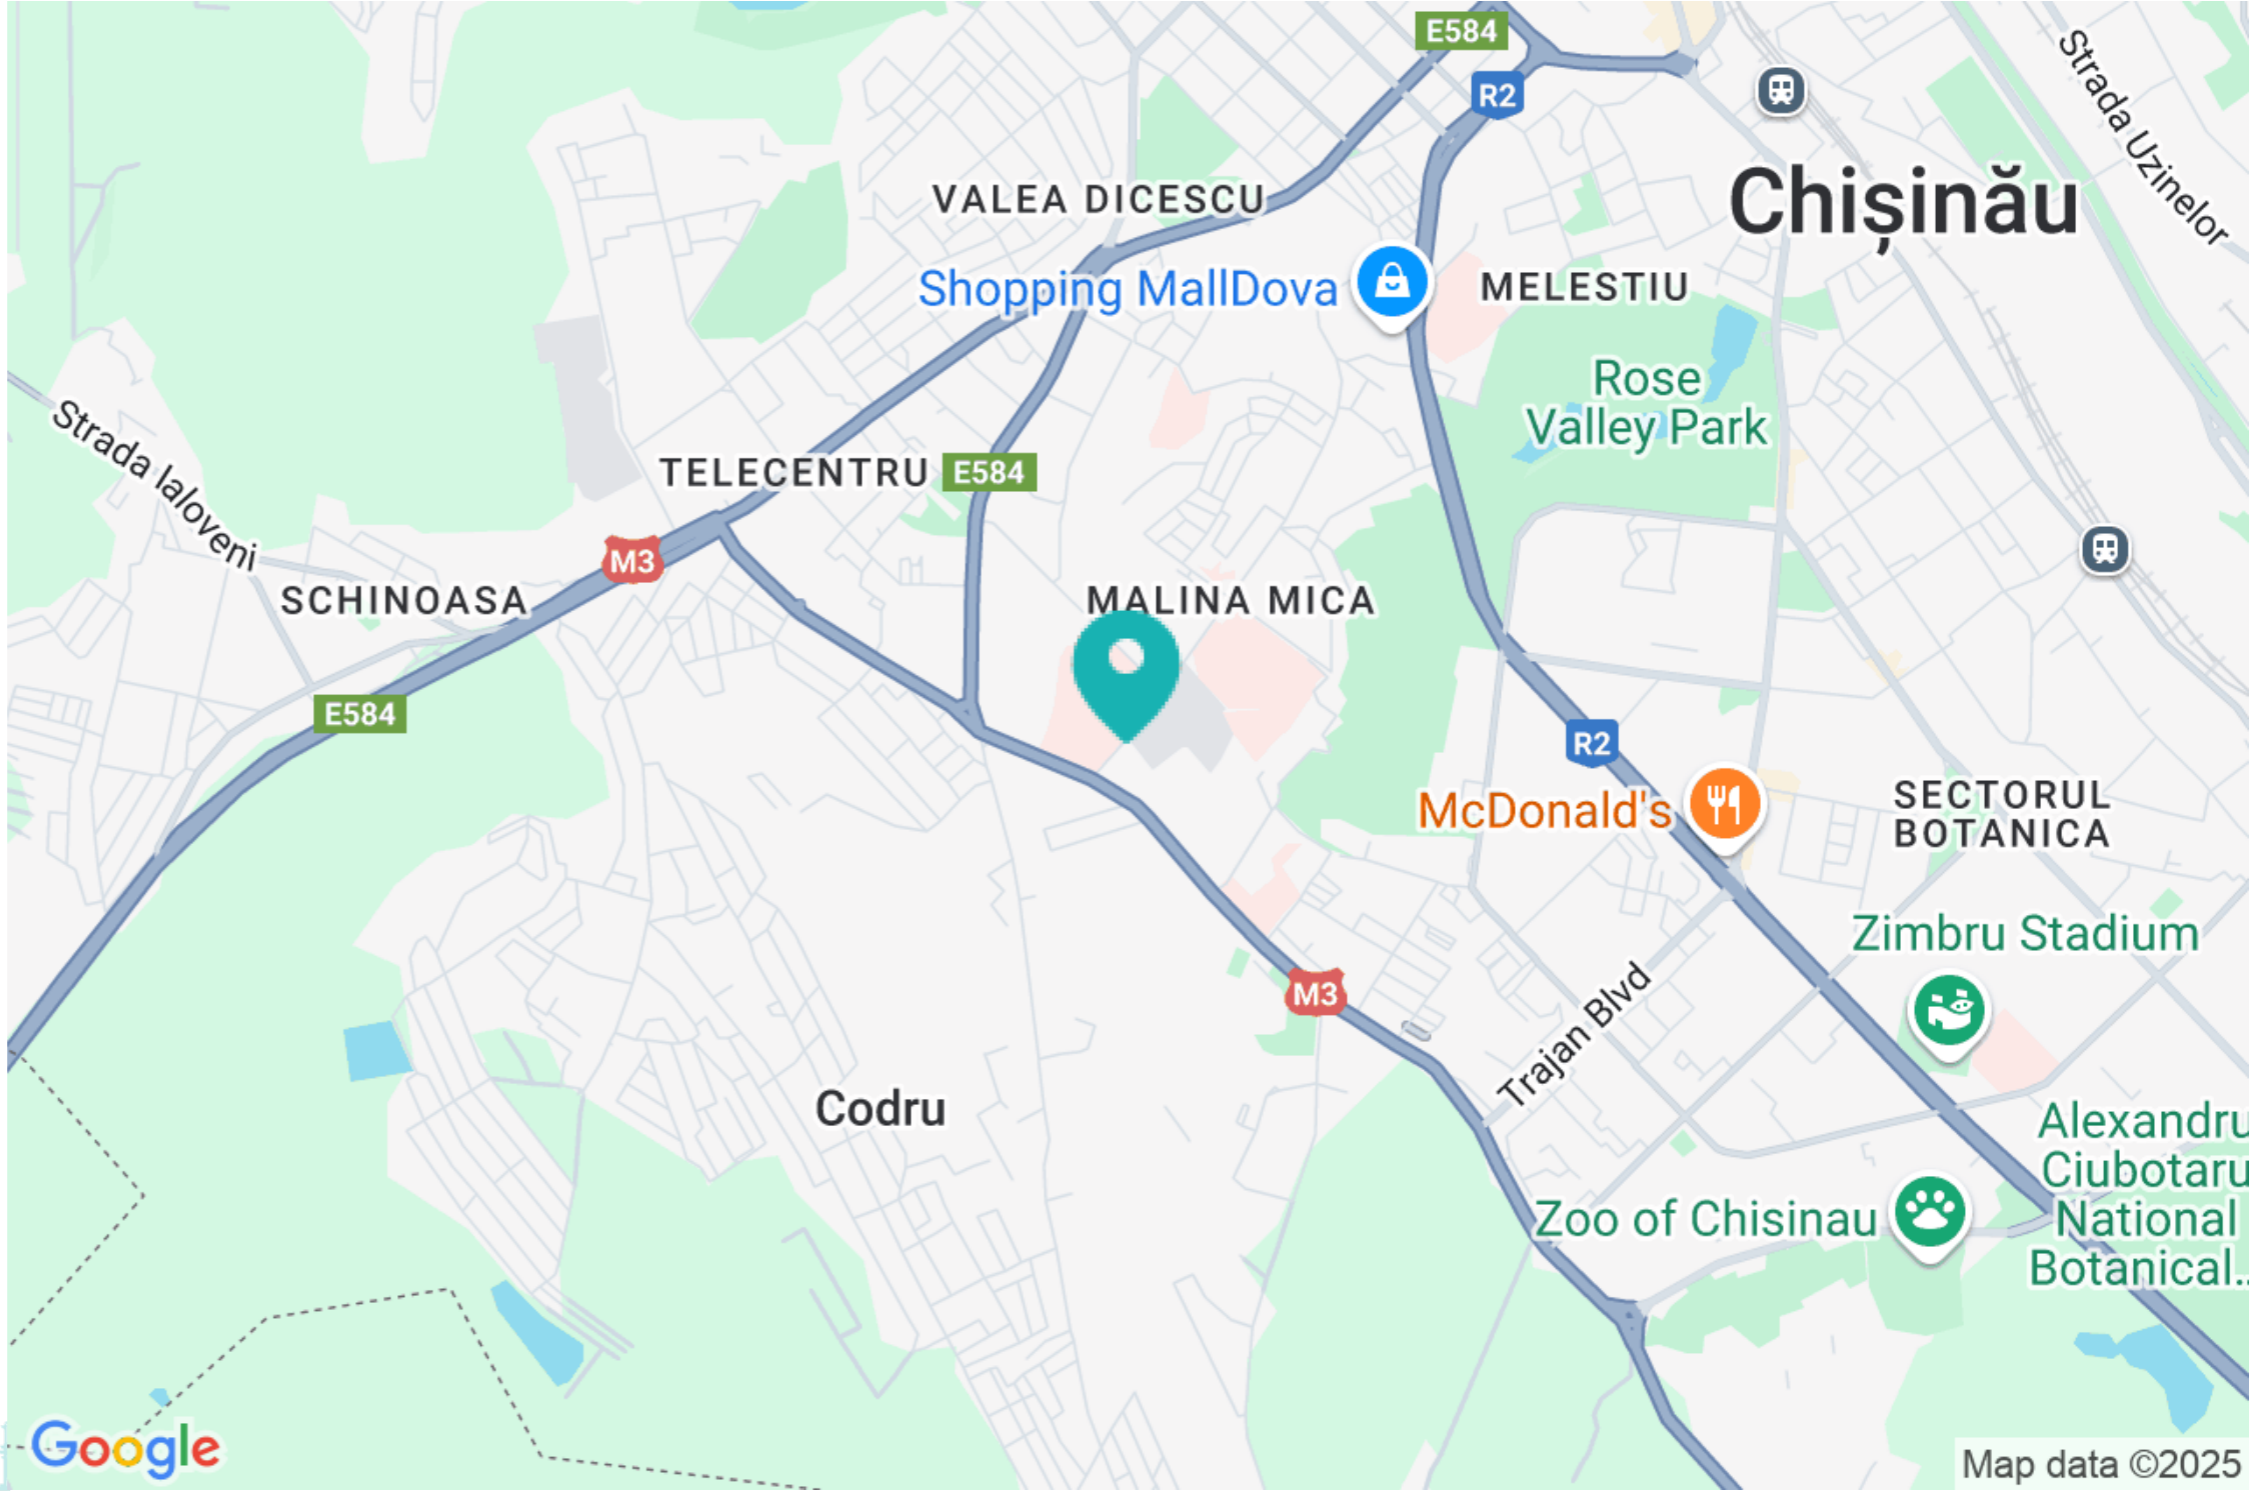 E584
R2
Strada Uzinelor
Chișinău
VALEA DICESCU
Shopping MallDova
MELESTIU
Rose
Valley Park
Strada Ialoveni
TELECENTRU
E584
M3
SCHINOASA
MALINA MICA
E584
R2
McDonald's
SECTORUL
BOTANICA
Zimbru Stadium
M3
Trajan Blvd
Codru
Alexandru
Ciubotaru
National
Botanical...
Zoo of Chisinau
Google
Map data ©2025